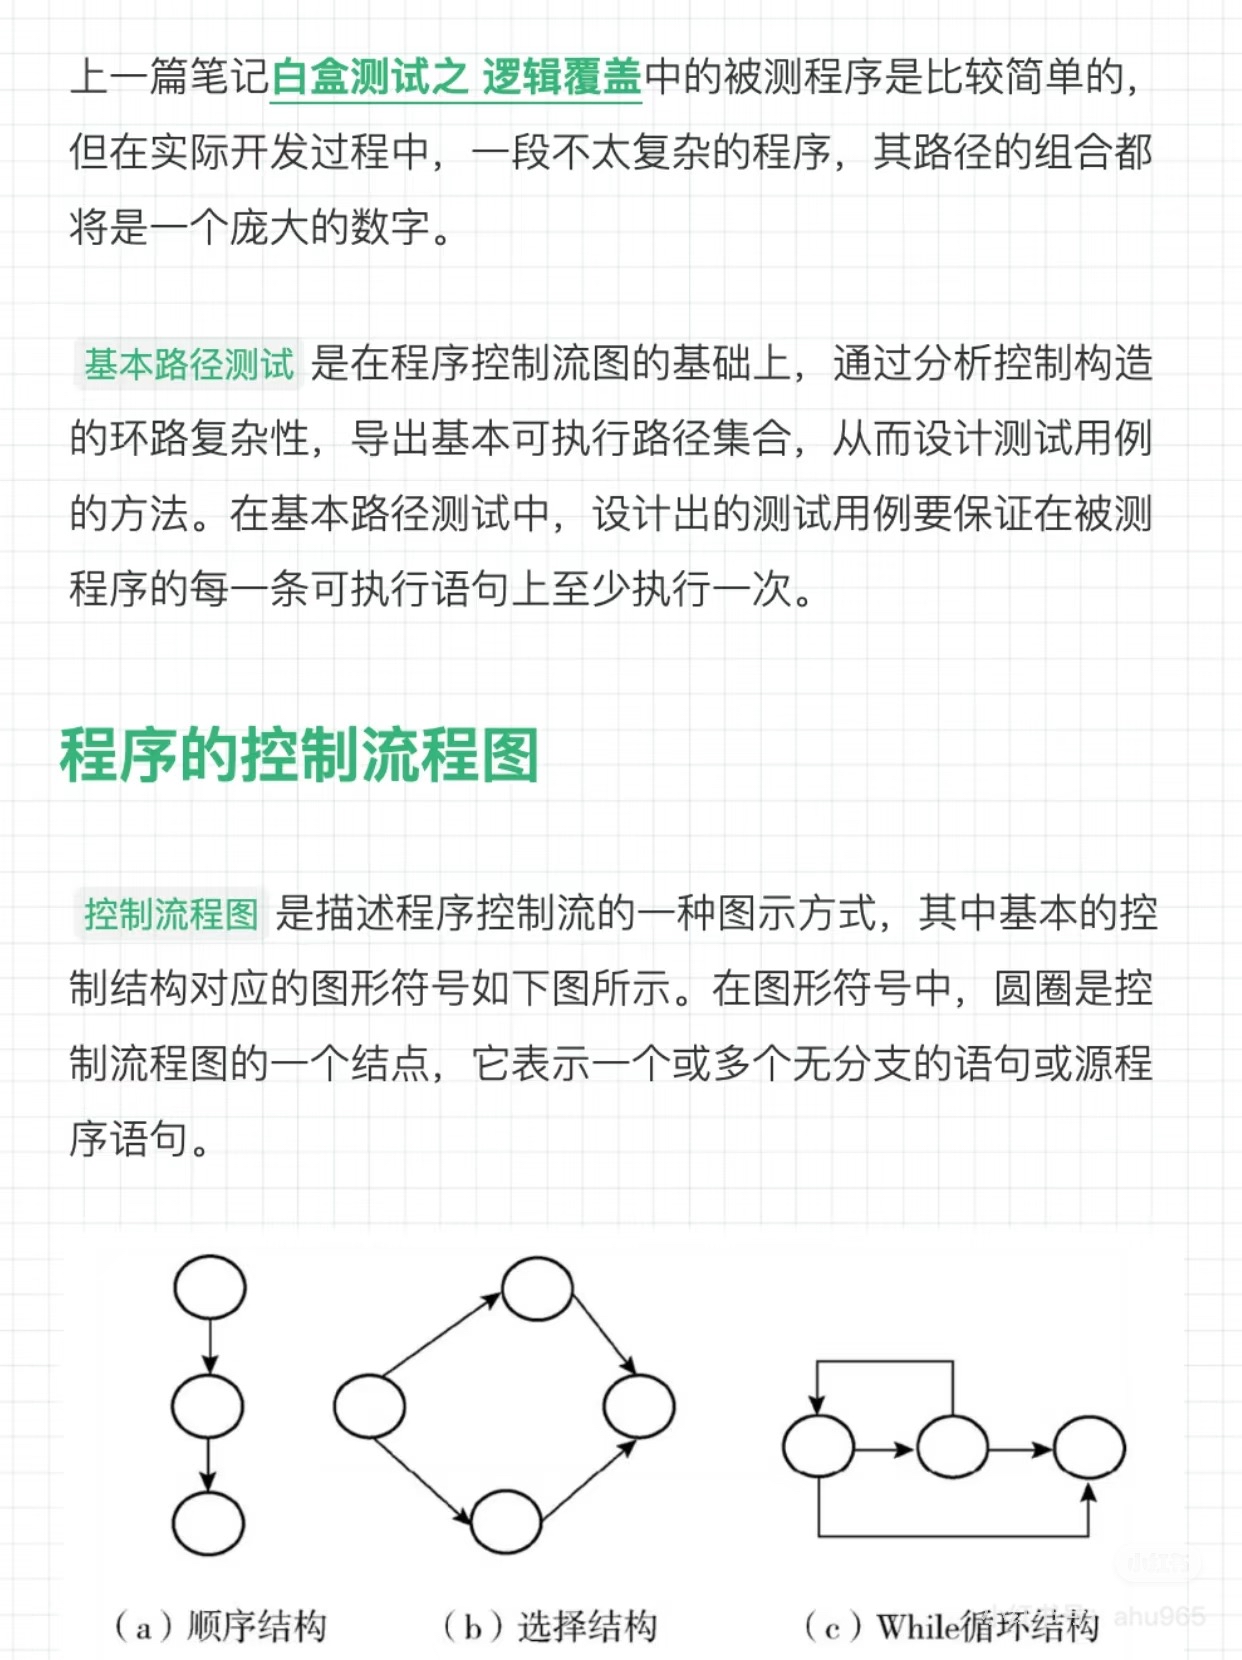 上一篇笔记白盒测试之 逻辑覆盖中的被测程序是比较简单的，
但在实际开发过程中，一段不太复杂的程序，其路径的组合都
将是一个庞大的数字。
基本路径测试 是在程序控制流图的基础上，通过分析控制构造
的环路复杂性，导出基本可执行路径集合，从而设计测试用例
的方法。在基本路径测试中，设计出的测试用例要保证在被测
程序的每一条可执行语句上至少执行一次。
程序的控制流程图
控制流程图 是描述程序控制流的一种图示方式，其中基本的控
制结构对应的图形符号如下图所示。在图形符号中，圆圈是控
制流程图的一个结点，它表示一个或多个无分支的语句或源程
序语句。
（a）顺序结构
（b）选择结构
（c）While循环结构
小红书
小红书号：ahu965